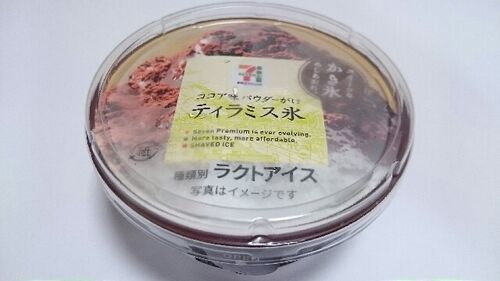 かき氷
ココア味パウダーがけ
ティラミス氷
Seven Premium is ever evolving.
More tasty, more affordable.
SHAVED ICE
種類別 ラクトアイス
写真はイメージです